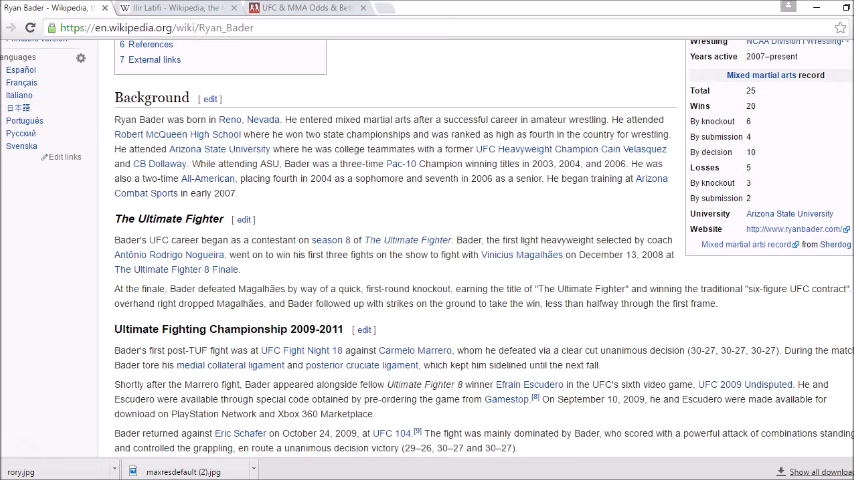 Ryan Bader - Wikipedia, the
Ilir Latifi - Wikipedia, the
UFC & MMA Odds & Bet
https://en.wikipedia.org/wiki/Ryan_Bader
anguages
Español
Français
Italiano
日本語
Português
Русский
Svenska
Edit links
6 References
7 External links
Background [ edit ]
Ryan Bader was born in Reno, Nevada. He entered mixed martial arts after a successful career in amateur wrestling. He attended
Robert McQueen High School where he won two state championships and was ranked as high as fourth in the country for wrestling.
He attended Arizona State University where he was college teammates with a former UFC Heavyweight Champion Cain Velasquez
and CB Dollaway. While attending ASU, Bader was a three-time Pac-10 Champion winning titles in 2003, 2004, and 2006. He was
also a two-time All-American, placing fourth in 2004 as a sophomore and seventh in 2006 as a senior. He began training at Arizona
Combat Sports in early 2007.
The Ultimate Fighter [ edit ]
Bader's UFC career began as a contestant on season 8 of The Ultimate Fighter. Bader, the first light heavyweight selected by coach
Antônio Rodrigo Nogueira, went on to win his first three fights on the show to fight with Vinicius Magalhães on December 13, 2008 at
The Ultimate Fighter 8 Finale.
At the finale, Bader defeated Magalhães by way of a quick, first-round knockout, earning the title of "The Ultimate Fighter" and winning the traditional "six-figure UFC contract".
overhand right dropped Magalhães, and Bader followed up with strikes on the ground to take the win, less than halfway through the first frame.
Ultimate Fighting Championship 2009-2011 [ edit ]
Bader's first post-TUF fight was at UFC Fight Night 18 against Carmelo Marrero, whom he defeated via a clear cut unanimous decision (30-27, 30-27, 30-27). During the matc
Bader tore his medial collateral ligament and posterior cruciate ligament, which kept him sidelined until the next fall.
Shortly after the Marrero fight, Bader appeared alongside fellow Ultimate Fighter 8 winner Efrain Escudero in the UFC's sixth video game, UFC 2009 Undisputed. He and
Escudero were available through special code obtained by pre-ordering the game from Gamestop.[8] On September 10, 2009, he and Escudero were made available for
download on PlayStation Network and Xbox 360 Marketplace.
Bader returned against Eric Schafer on October 24, 2009, at UFC 104.[9] The fight was mainly dominated by Bader, who scored with a powerful attack of combinations standing
and controlled the grappling, en route a unanimous decision victory (29–26, 30–27 and 30–27).
Wrestling NCAA Division I Wrestling
Years active 2007–present
Mixed martial arts record
Total 25
Wins 20
By knockout 6
By submission 4
By decision 10
Losses 5
By knockout 3
By submission 2
University Arizona State University
Website http://www.ryanbader.com/
Mixed martial arts record from Sherdog
rory.jpg
maxresdefault (2).jpg
Show all downloa